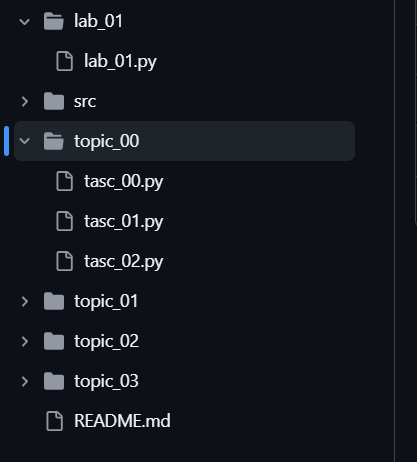 lab_01
lab_01.py
src
topic_00
tasc_00.py
tasc_01.py
tasc_02.py
topic_01
topic_02
topic_03
README.md